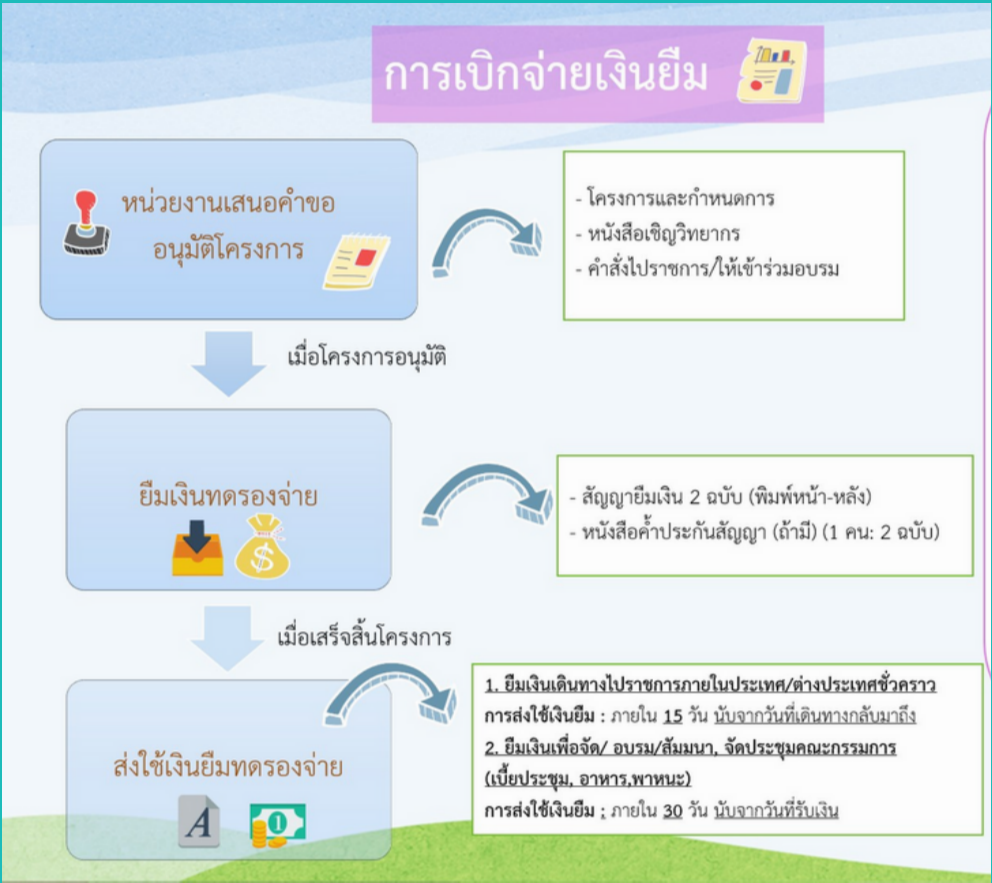 การเบิกจ่ายเงินยืม
หน่วยงานเสนอคำขอ
อนุมัติโครงการ
- โครงการและกำหนดการ
- หนังสือเชิญวิทยากร
- คำสั่งไปราชการ/ให้เข้าร่วมอบรม
เมื่อโครงการอนุมัติ
ยืมเงินทดรองจ่าย
$
- สัญญายืมเงิน 2 ฉบับ (พิมพ์หน้า-หลัง)
- หนังสือค้ำประกันสัญญา (ถ้ามี) (1 คน: 2 ฉบับ)
เมื่อเสร็จสิ้นโครงการ
ส่งใช้เงินยืมทดรองจ่าย
A
1
1. ยืมเงินเดินทางไปราชการภายในประเทศ/ต่างประเทศชั่วคราว
การส่งใช้เงินยืม : ภายใน 15 วัน นับจากวันที่เดินทางกลับมาถึง
2. ยืมเงินเพื่อจัด/ อบรม/สัมมนา, จัดประชุมคณะกรรมการ
(เบี้ยประชุม, อาหาร,พาหนะ)
การส่งใช้เงินยืม : ภายใน 30 วัน นับจากวันที่รับเงิน